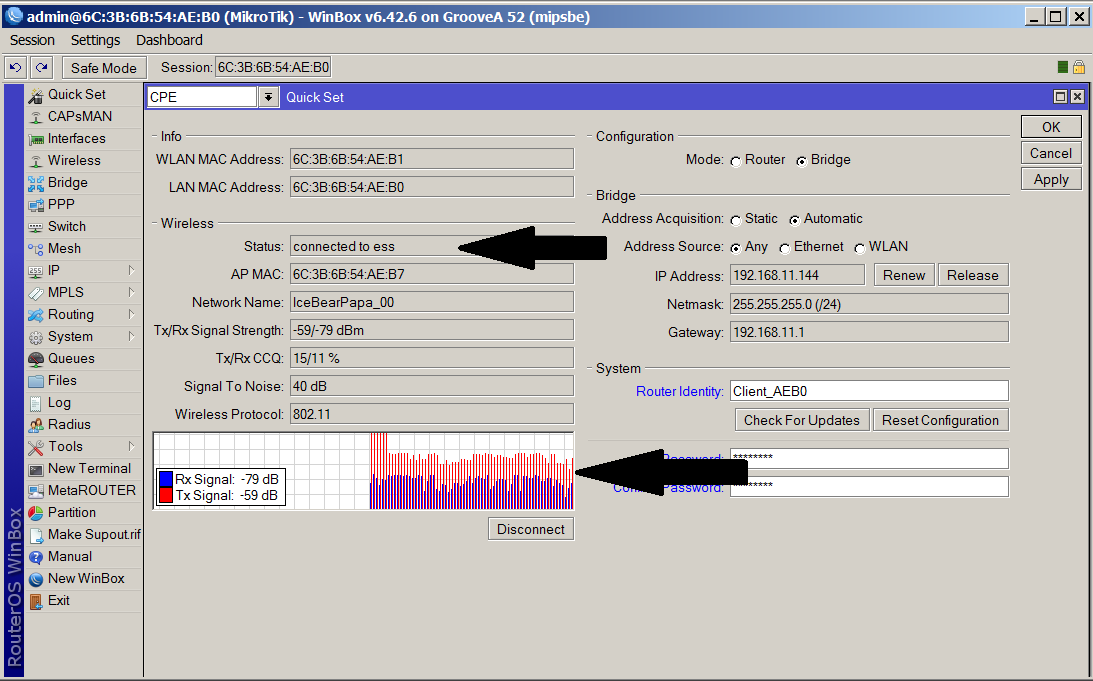 admin@6C:3B:6B:54:AE:B0 (MikroTik) - WinBox v6.42.6 on GrooveA 52 (mipsbe)
Session Settings Dashboard
Safe Mode Session: 6C:3B:6B:54:AE:B0
RouterOS WinBox
Quick Set
CAPsMAN
Interfaces
Wireless
Bridge
PPP
Switch
Mesh
IP
MPLS
Routing
System
Queues
Files
Log
Radius
Tools
New Terminal
MetaROUTER
Partition
Make Supout.rif
Manual
New WinBox
Exit
CPE Quick Set
Info
WLAN MAC Address: 6C:3B:6B:54:AE:B1
LAN MAC Address: 6C:3B:6B:54:AE:B0
Wireless
Status: connected to ess
AP MAC: 6C:3B:6B:54:AE:B7
Network Name: IceBearPapa_00
Tx/Rx Signal Strength: -59/-79 dBm
Tx/Rx CCQ: 15/11 %
Signal To Noise: 40 dB
Wireless Protocol: 802.11
Rx Signal: -79 dB
Tx Signal: -59 dB
Disconnect
Configuration
Mode: Router Bridge
Bridge
Address Acquisition: Static Automatic
Address Source: Any Ethernet WLAN
IP Address: 192.168.11.144 Renew Release
Netmask: 255.255.255.0 (/24)
Gateway: 192.168.11.1
System
Router Identity: Client_AEB0
Check For Updates Reset Configuration
Password: ********
Password:
OK
Cancel
Apply